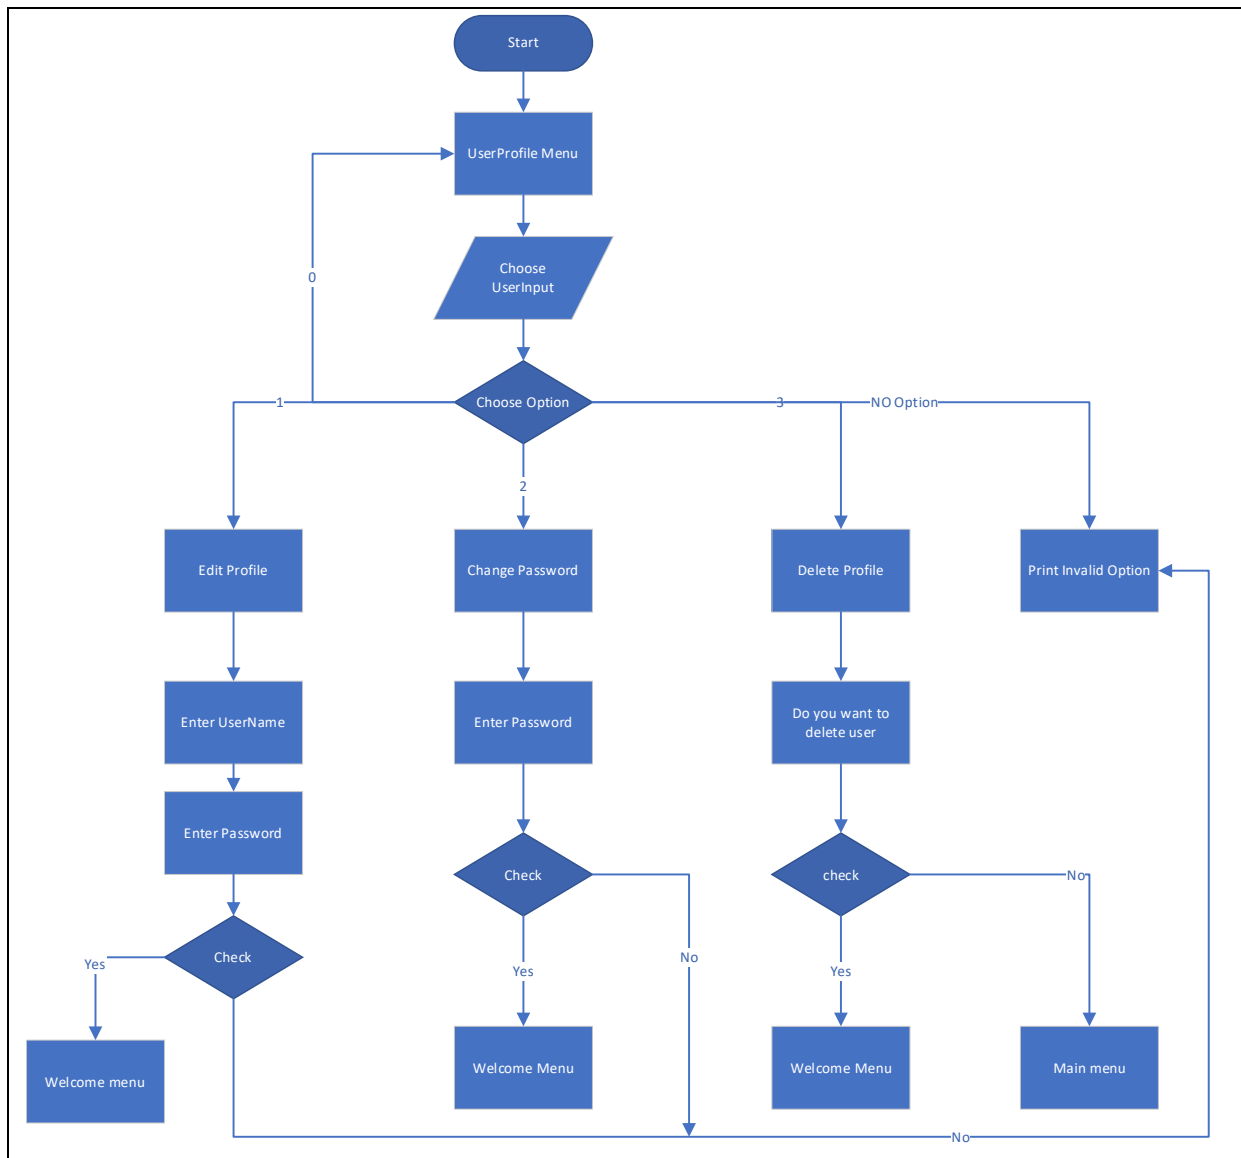 Start
UserProfile Menu
Choose
UserInput
0
Choose Option
1
3
NO Option
2
Edit Profile
Change Password
Delete Profile
Print Invalid Option
Enter UserName
Enter Password
Do you want to
delete user
Enter Password
Check
check
No
Check
Yes
Yes
Yes
No
Welcome menu
Welcome Menu
Welcome Menu
Main menu
No